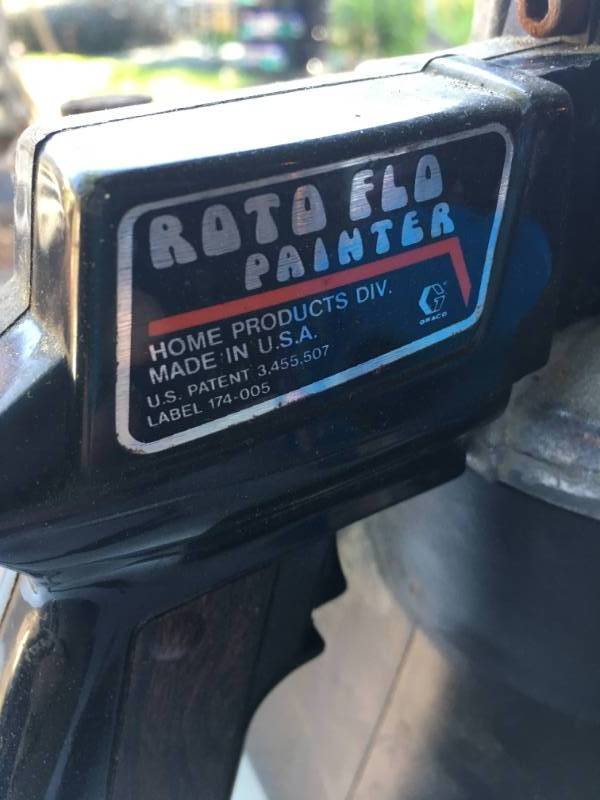 ROTO FLO
PAINTER
HOME PRODUCTS DIV.
MADE IN U.S.A.
U.S. PATENT 3,455,507
LABEL 174-005
GRACO